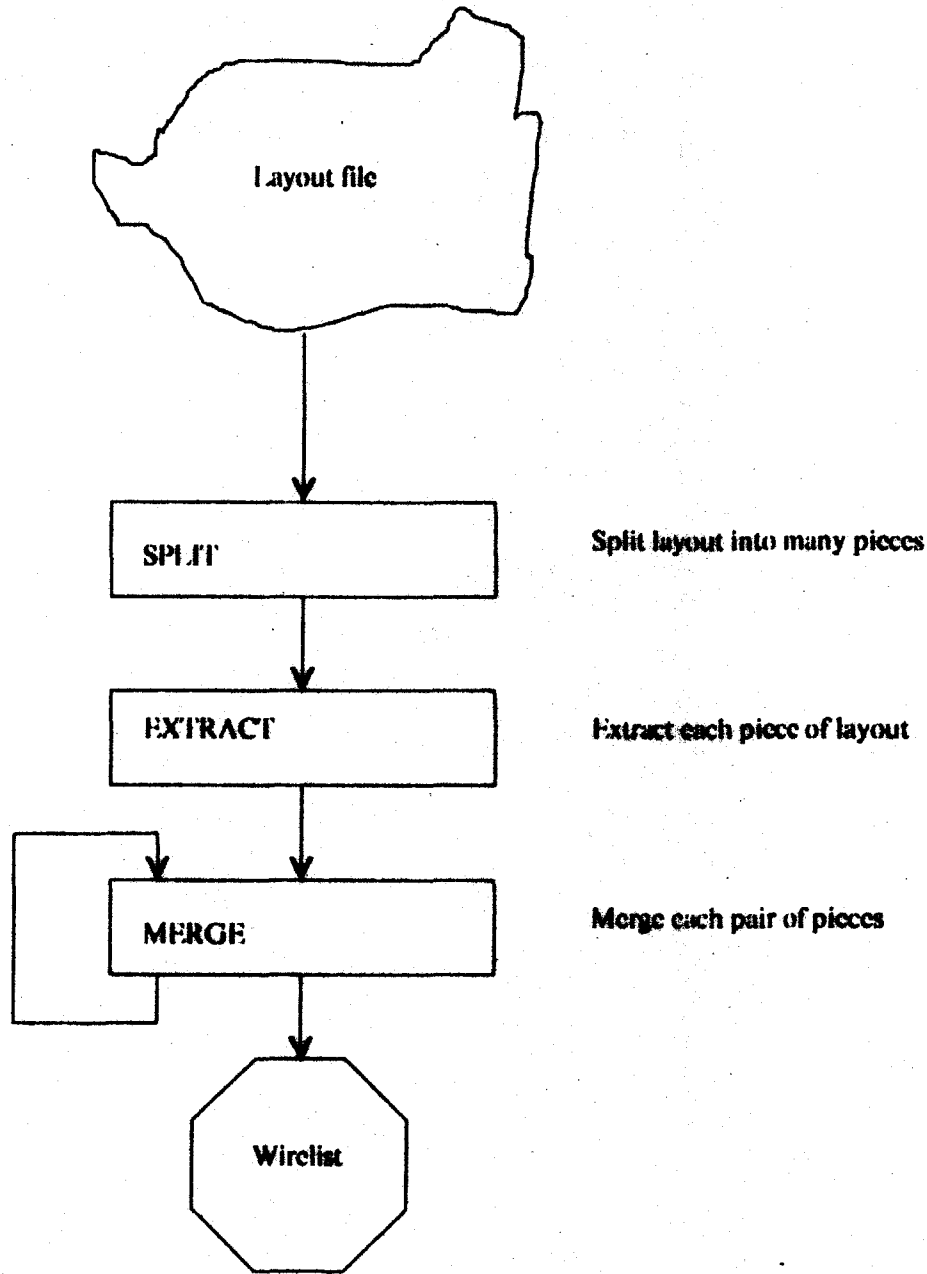 Layout file
SPLIT
Split layout into many pieces
EXTRACT
Extract each piece of layout
MERGE
Merge each pair of pieces
Wirelist